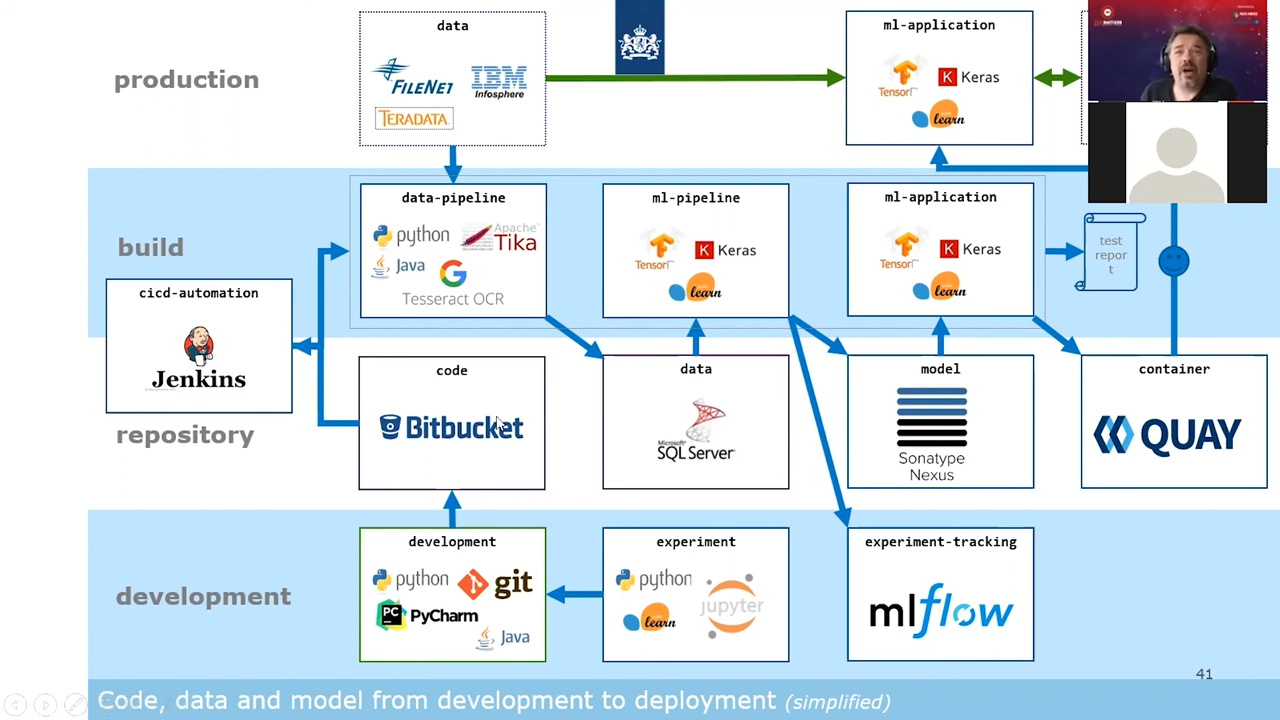 production
data
FILENET
IBM
Infosphere
TERADATA
ml-application
Tensor
K Keras
learn
build
data-pipeline
python
Apache
Tika
Java
G
Tesseract OCR
ml-pipeline
Tensor
K Keras
learn
ml-application
Tensor
K Keras
learn
test
repor
t
cicd-automation
Jenkins
repository
code
Bitbucket
data
Microsoft
SQL Server
model
Sonatype
Nexus
container
QUAY
development
development
python
git
PC
PyCharm
Java
experiment
python
learn
jupyter
experiment-tracking
mlflow
41
Code, data and model from development to deployment (simplified)